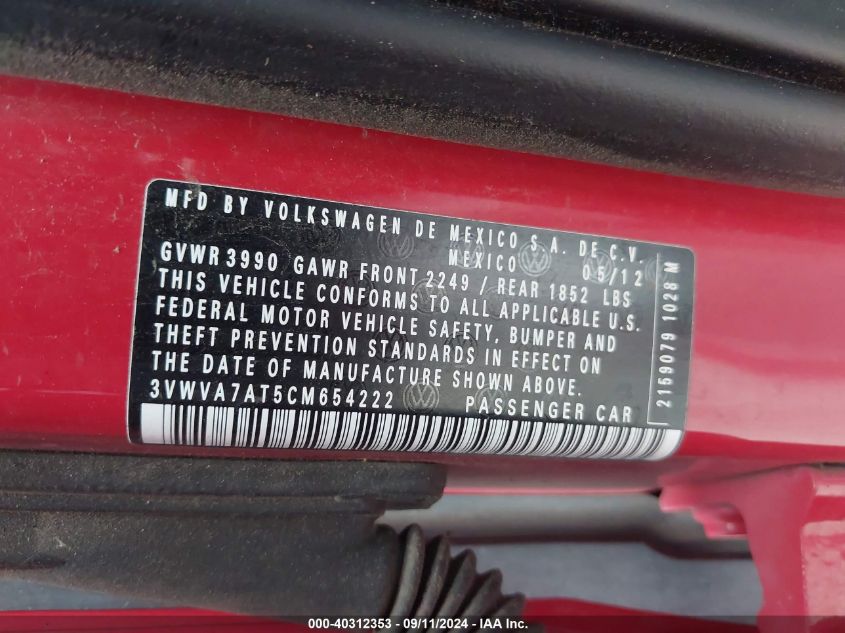 MFD BY VOLKSWAGEN DE MEXICO S.A. DE C.V.
MEXICO 05/12
GVWR 3990 GAWR FRONT 2249 / REAR 1852 LBS
THIS VEHICLE CONFORMS TO ALL APPLICABLE U.S.
FEDERAL MOTOR VEHICLE SAFETY, BUMPER AND
THEFT PREVENTION STANDARDS IN EFFECT ON
THE DATE OF MANUFACTURE SHOWN ABOVE.
3VWVA7AT5CM654222 PASSENGER CAR
2159079 1028 M
000-40312353 - 09/11/2024 - IAA Inc.